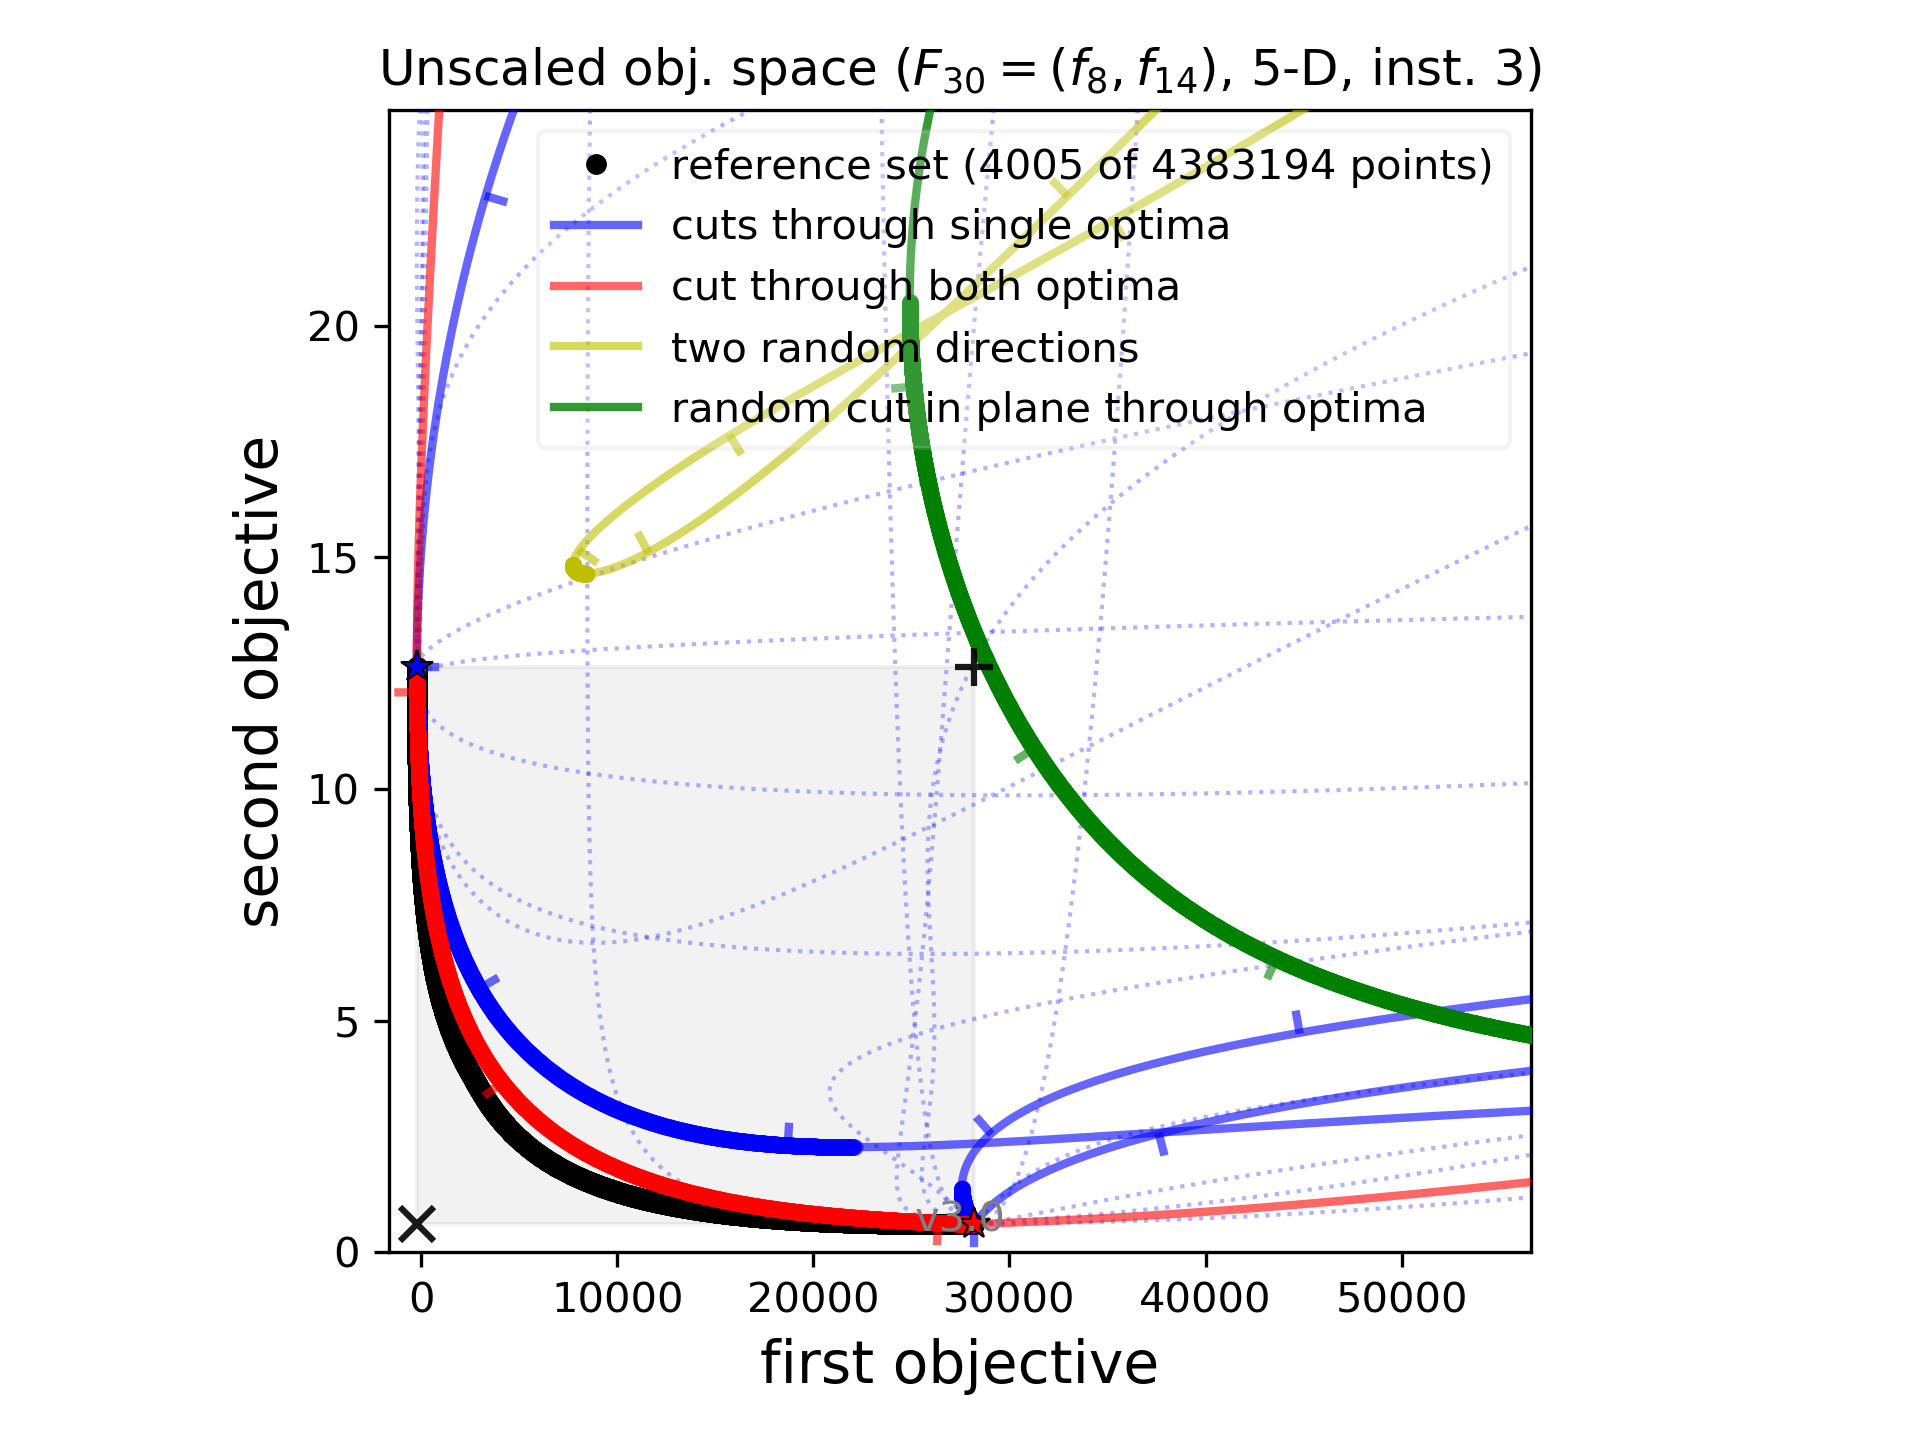 Unscaled obj. space (F30 = (f8, f14), 5-D, inst. 3)
reference set (4005 of 4383194 points)
cuts through single optima
cut through both optima
two random directions
random cut in plane through optima
second objective
20
15
10
5
0
v3.0
0 10000 20000 30000 40000 50000
first objective